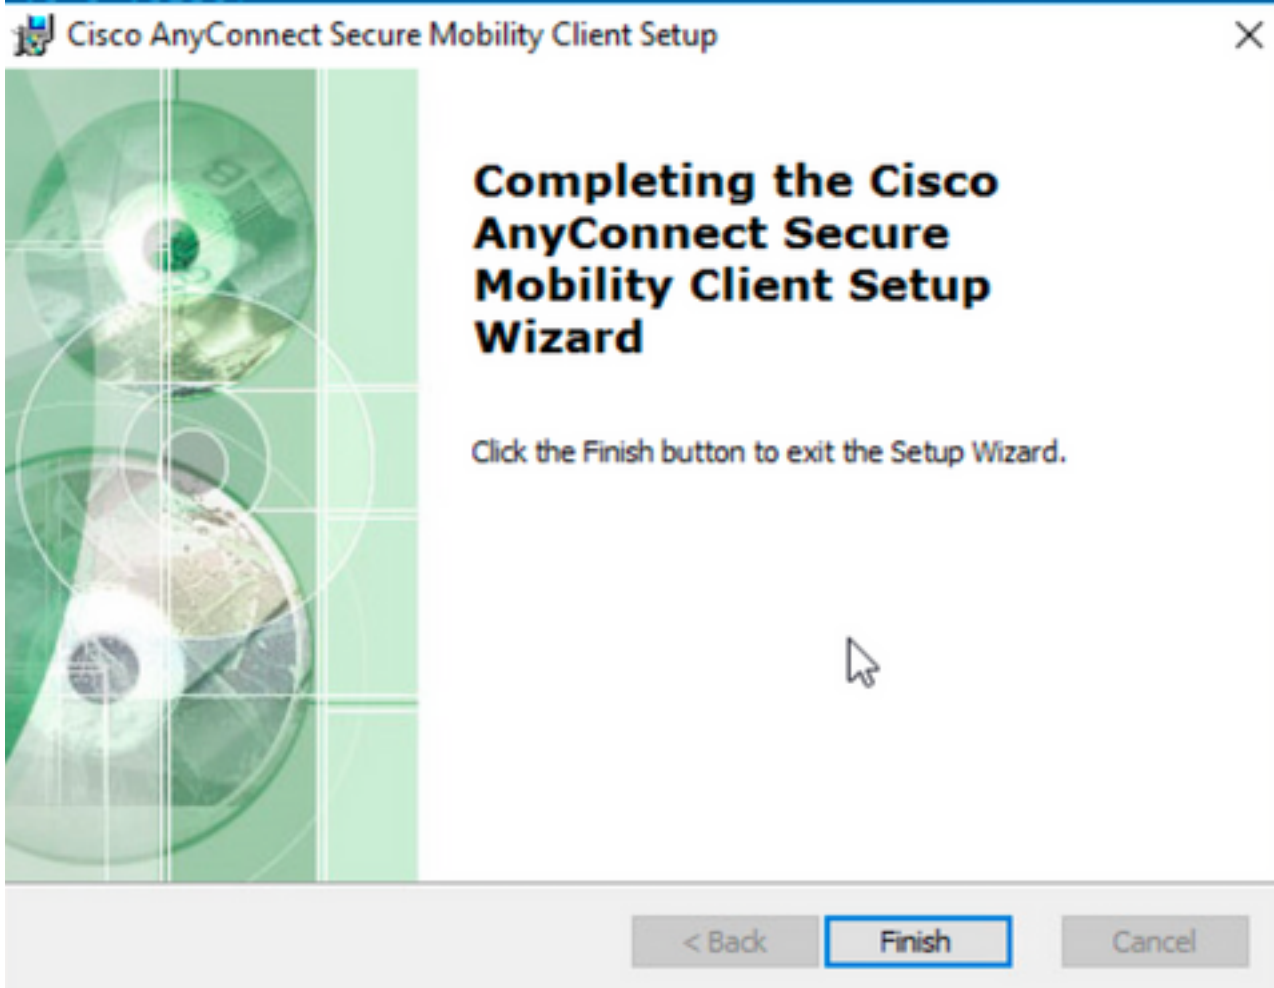 Cisco AnyConnect Secure Mobility Client Setup
Completing the Cisco
AnyConnect Secure
Mobility Client Setup
Wizard
Click the Finish button to exit the Setup Wizard.
< Back
Finish
Cancel